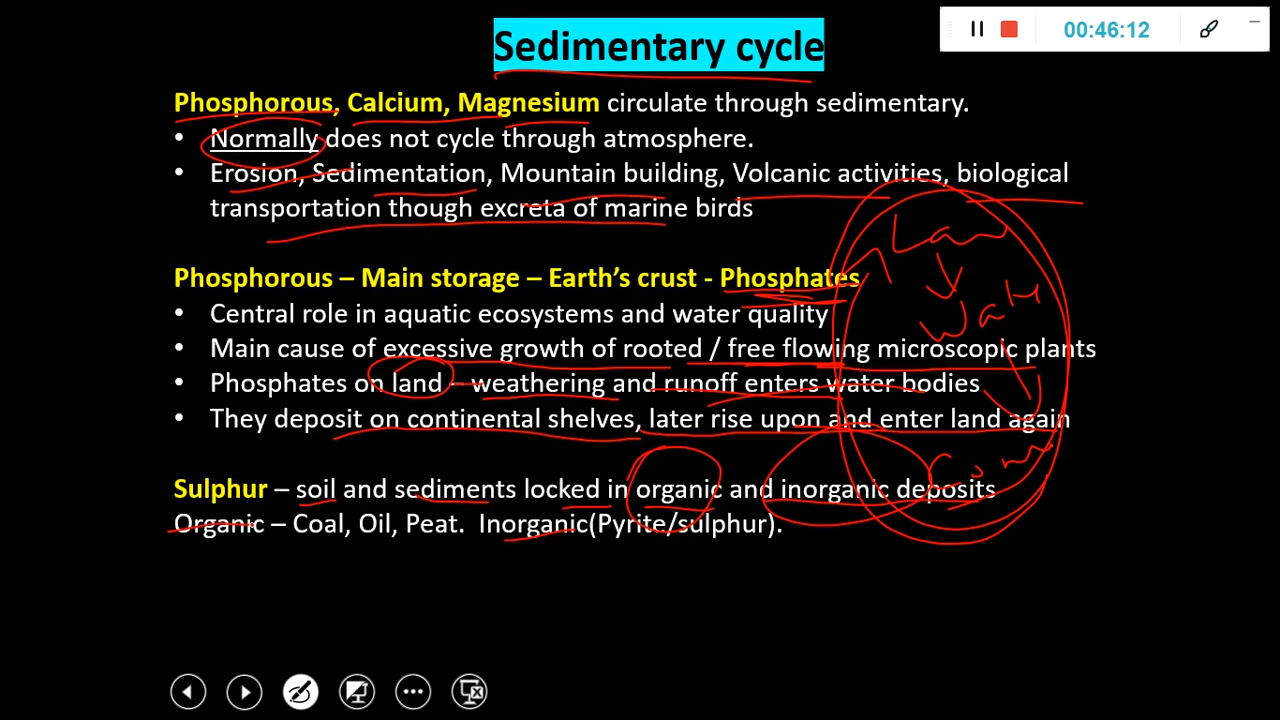 Sedimentary cycle
00:46:12
Phosphorous, Calcium, Magnesium circulate through sedimentary.
• Normally does not cycle through atmosphere.
• Erosion, Sedimentation, Mountain building, Volcanic activities, biological
transportation though excreta of marine birds
Phosphorous – Main storage – Earth's crust - Phosphates
• Central role in aquatic ecosystems and water quality
• Main cause of excessive growth of rooted / free flowing microscopic plants
• Phosphates on land – weathering and runoff enters water bodies
• They deposit on continental shelves, later rise upon and enter land again
Sulphur – soil and sediments locked in organic and inorganic deposits
Organic – Coal, Oil, Peat. Inorganic(Pyrite/sulphur).